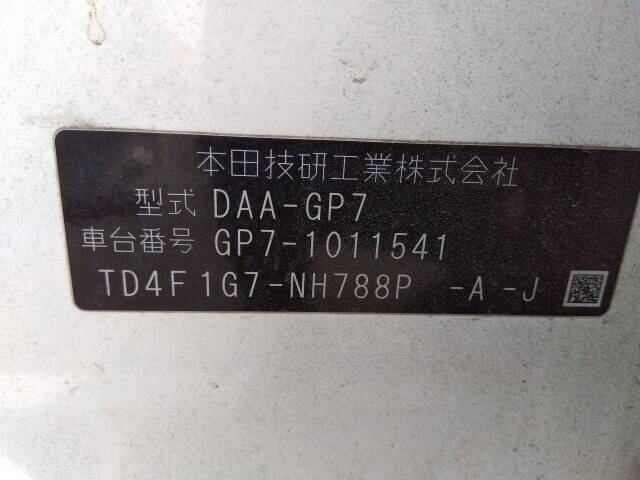 本田技研工業株式会社
型式 DAA-GP7
車台番号 GP7-1011541
TD4F1G7-NH788P -A -J